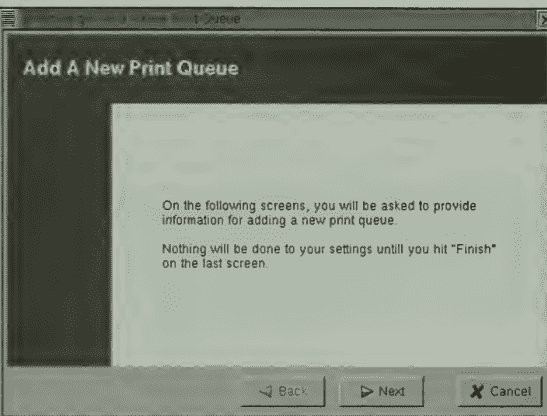 Queue
Add A New Print Queue
On the following screens, you will be asked to provide
information for adding a new print queue.
Nothing will be done to your settings untill you hit "Finish"
on the last screen.
Back
Next
Cancel